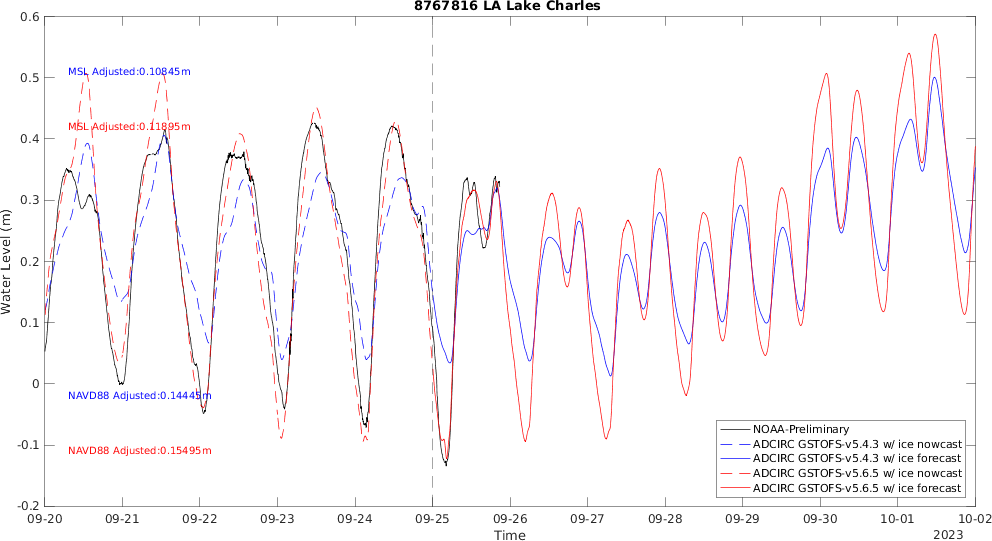 8767816 LA Lake Charles
0.6
0.5
0.4
0.3
0.2
0.1
0
-0.1
-0.2
Water Level (m)
MSL Adjusted:0.10845m
MSL Adjusted:0.11895m
NAVD88 Adjusted:0.14445m
NAVD88 Adjusted:0.15495m
NOAA-Preliminary
ADCIRC GSTOFS-v5.4.3 w/ ice nowcast
ADCIRC GSTOFS-v5.4.3 w/ ice forecast
ADCIRC GSTOFS-v5.6.5 w/ ice nowcast
ADCIRC GSTOFS-v5.6.5 w/ ice forecast
09-20 09-21 09-22 09-23 09-24 09-25 09-26 09-27 09-28 09-29 09-30 10-01 10-02
Time
2023